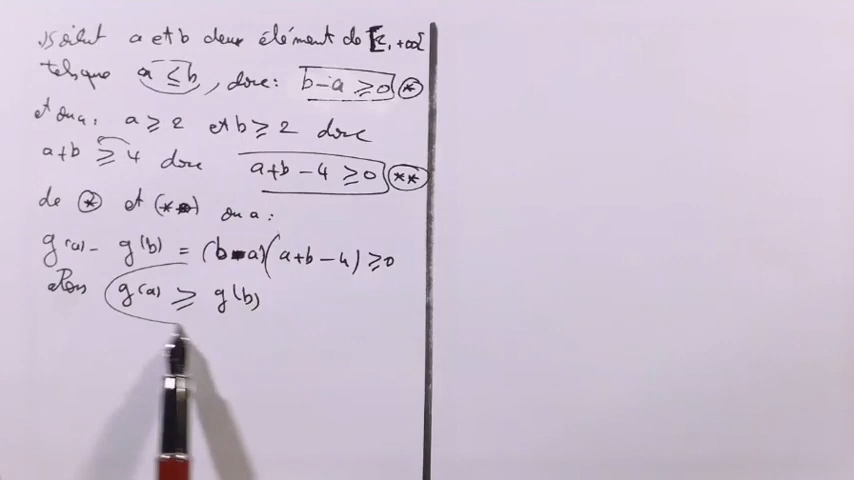 soient a et b deux élément de [2, +∞[
tel que a ≤ b, donc: b - a ≥ 0 (*)
et on a: a ≥ 2 et b ≥ 2 donc
a+b ≥ 4 donc a+b - 4 ≥ 0 (**)
de (*) et (**) on a:
g(a) - g(b) = (b-a)(a+b-4) ≥ 0
alors g(a) ≥ g(b)